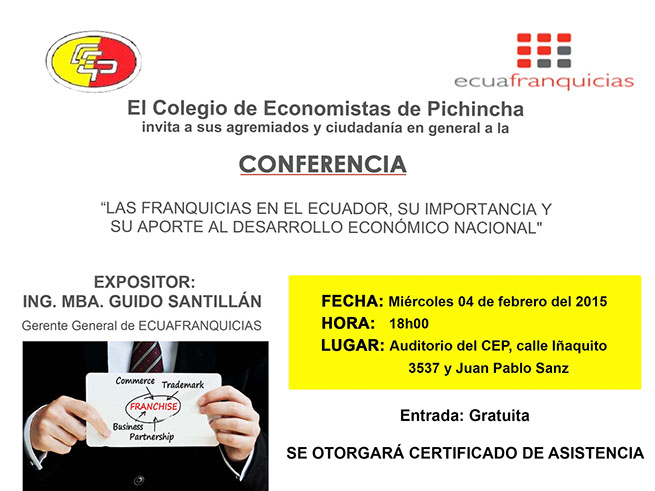 CEP
ecuafranquicias
El Colegio de Economistas de Pichincha
invita a sus agremiados y ciudadanía en general a la
CONFERENCIA
“LAS FRANQUICIAS EN EL ECUADOR, SU IMPORTANCIA Y
SU APORTE AL DESARROLLO ECONÓMICO NACIONAL"
EXPOSITOR:
ING. MBA. GUIDO SANTILLÁN
Gerente General de ECUAFRANQUICIAS
Commerce
Trademark
FRANCHISE
Business
Partnership
FECHA: Miércoles 04 de febrero del 2015
HORA: 18h00
LUGAR: Auditorio del CEP, calle Iñaquito
3537 y Juan Pablo Sanz
Entrada: Gratuita
SE OTORGARÁ CERTIFICADO DE ASISTENCIA